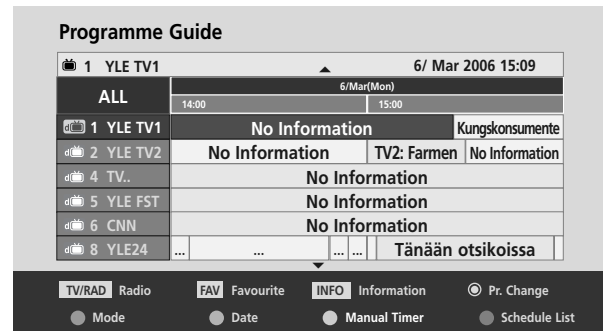 Programme Guide
1 YLE TV1 6/ Mar 2006 15:09
ALL 6/Mar(Mon)
14:00 15:00
1 YLE TV1 No Information Kungskonsumente
2 YLE TV2 No Information TV2: Farmen No Information
4 TV.. No Information
5 YLE FST No Information
6 CNN No Information
8 YLE24 ... ... ... ... Tänään otsikoissa
TV/RAD Radio FAV Favourite INFO Information Pr. Change
Mode Date Manual Timer Schedule List